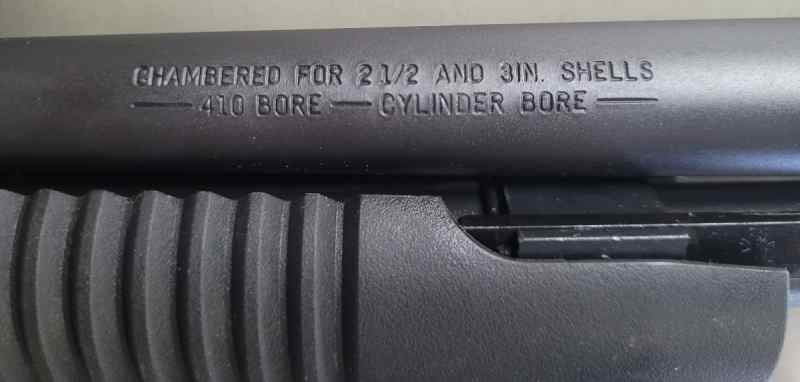 CHAMBERED FOR 2 1/2 AND 3IN. SHELLS
410 BORE — CYLINDER BORE